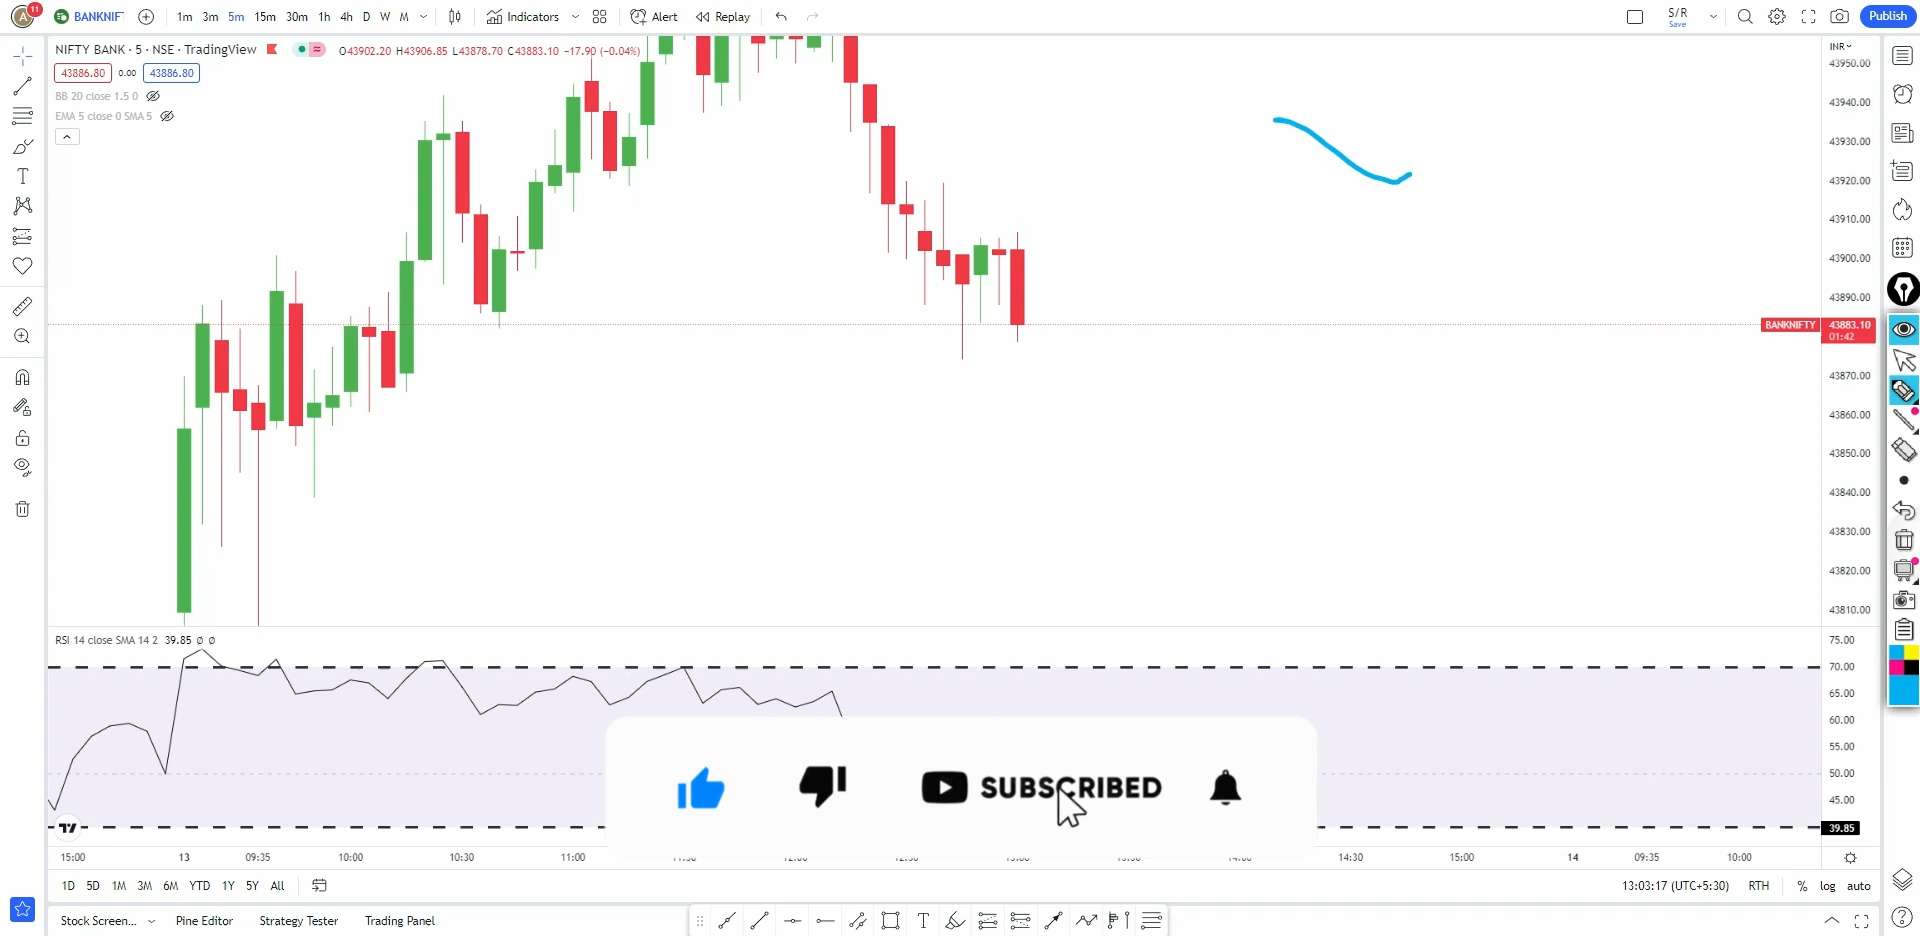 A 11 BANKNIF 1m 3m 5m 15m 30m 1h 4h D W M Indicators Alert Replay S/R Save Publish
NIFTY BANK · 5 · NSE · TradingView O43902.20 H43906.85 L43878.70 C43883.10 −17.90 (−0.04%) INR
43886.80 0.00 43886.80
BB 20 close 1.5 0
EMA 5 close 0 SMA 5
43950.00
43940.00
43930.00
43920.00
43910.00
43900.00
43890.00
BANKNIFTY 43883.10
01:42
43870.00
43860.00
43850.00
43840.00
43830.00
43820.00
43810.00
RSI 14 close SMA 14 2 39.85 ∅ ∅
75.00
70.00
65.00
60.00
55.00
50.00
45.00
39.85
SUBSCRIBED
15:00 13 09:35 10:00 10:30 11:00 14:30 15:00 14 09:35 10:00
1D 5D 1M 3M 6M YTD 1Y 5Y All 13:03:17 (UTC+5:30) RTH % log auto
Stock Screen... Pine Editor Strategy Tester Trading Panel